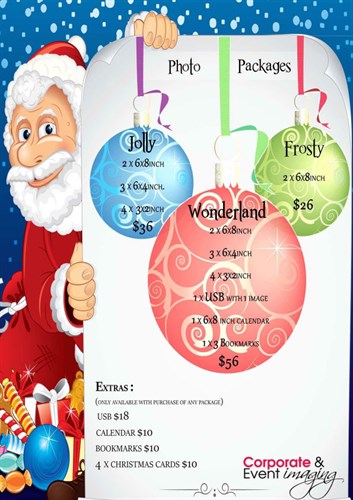 Photo Packages
Jolly
2 x 6x8inch
3 x 6x4inch.
4 x 3x2inch
$36
Frosty
2 x 6x8inch
$26
Wonderland
2 x 6x8inch
3 x 6x4inch
4 x 3x2inch
1 x USB with 1 image
1 x 6x8 inch calendar
1 x 3 Bookmarks
$56
Extras :
(only available with purchase of any package)
USB $18
Calendar $10
Bookmarks $10
4 x Christmas Cards $10
Corporate &
Event imaging